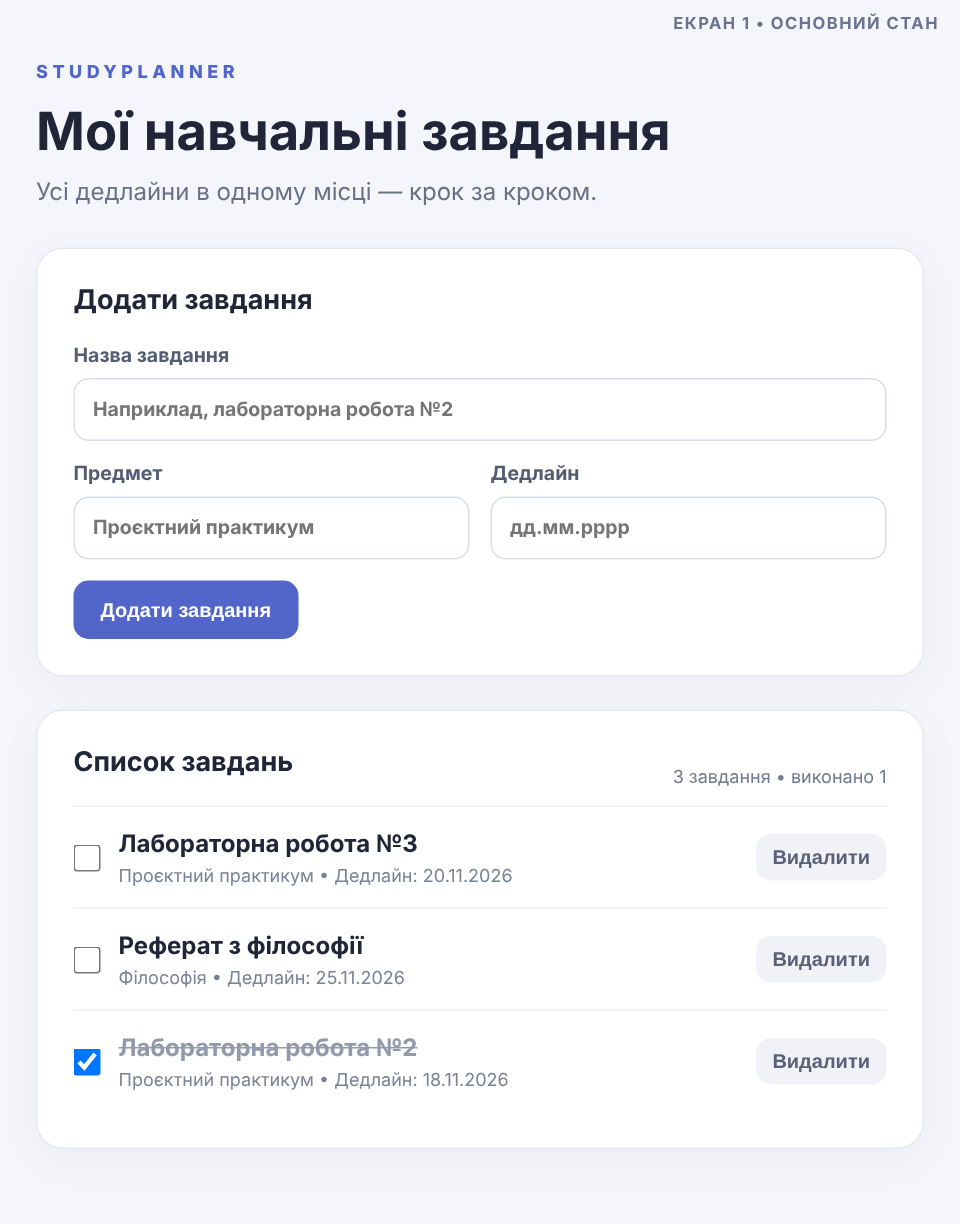 ЕКРАН 1 • ОСНОВНИЙ СТАН
STUDYPLANNER
Мої навчальні завдання
Усі дедлайни в одному місці — крок за кроком.
Додати завдання
Назва завдання
Наприклад, лабораторна робота №2
Предмет
Дедлайн
Проєктний практикум
дд.мм.рррр
Додати завдання
Список завдань
3 завдання • виконано 1
Лабораторна робота №3
Проєктний практикум • Дедлайн: 20.11.2026
Видалити
Реферат з філософії
Філософія • Дедлайн: 25.11.2026
Видалити
Лабораторна робота №2
Проєктний практикум • Дедлайн: 18.11.2026
Видалити